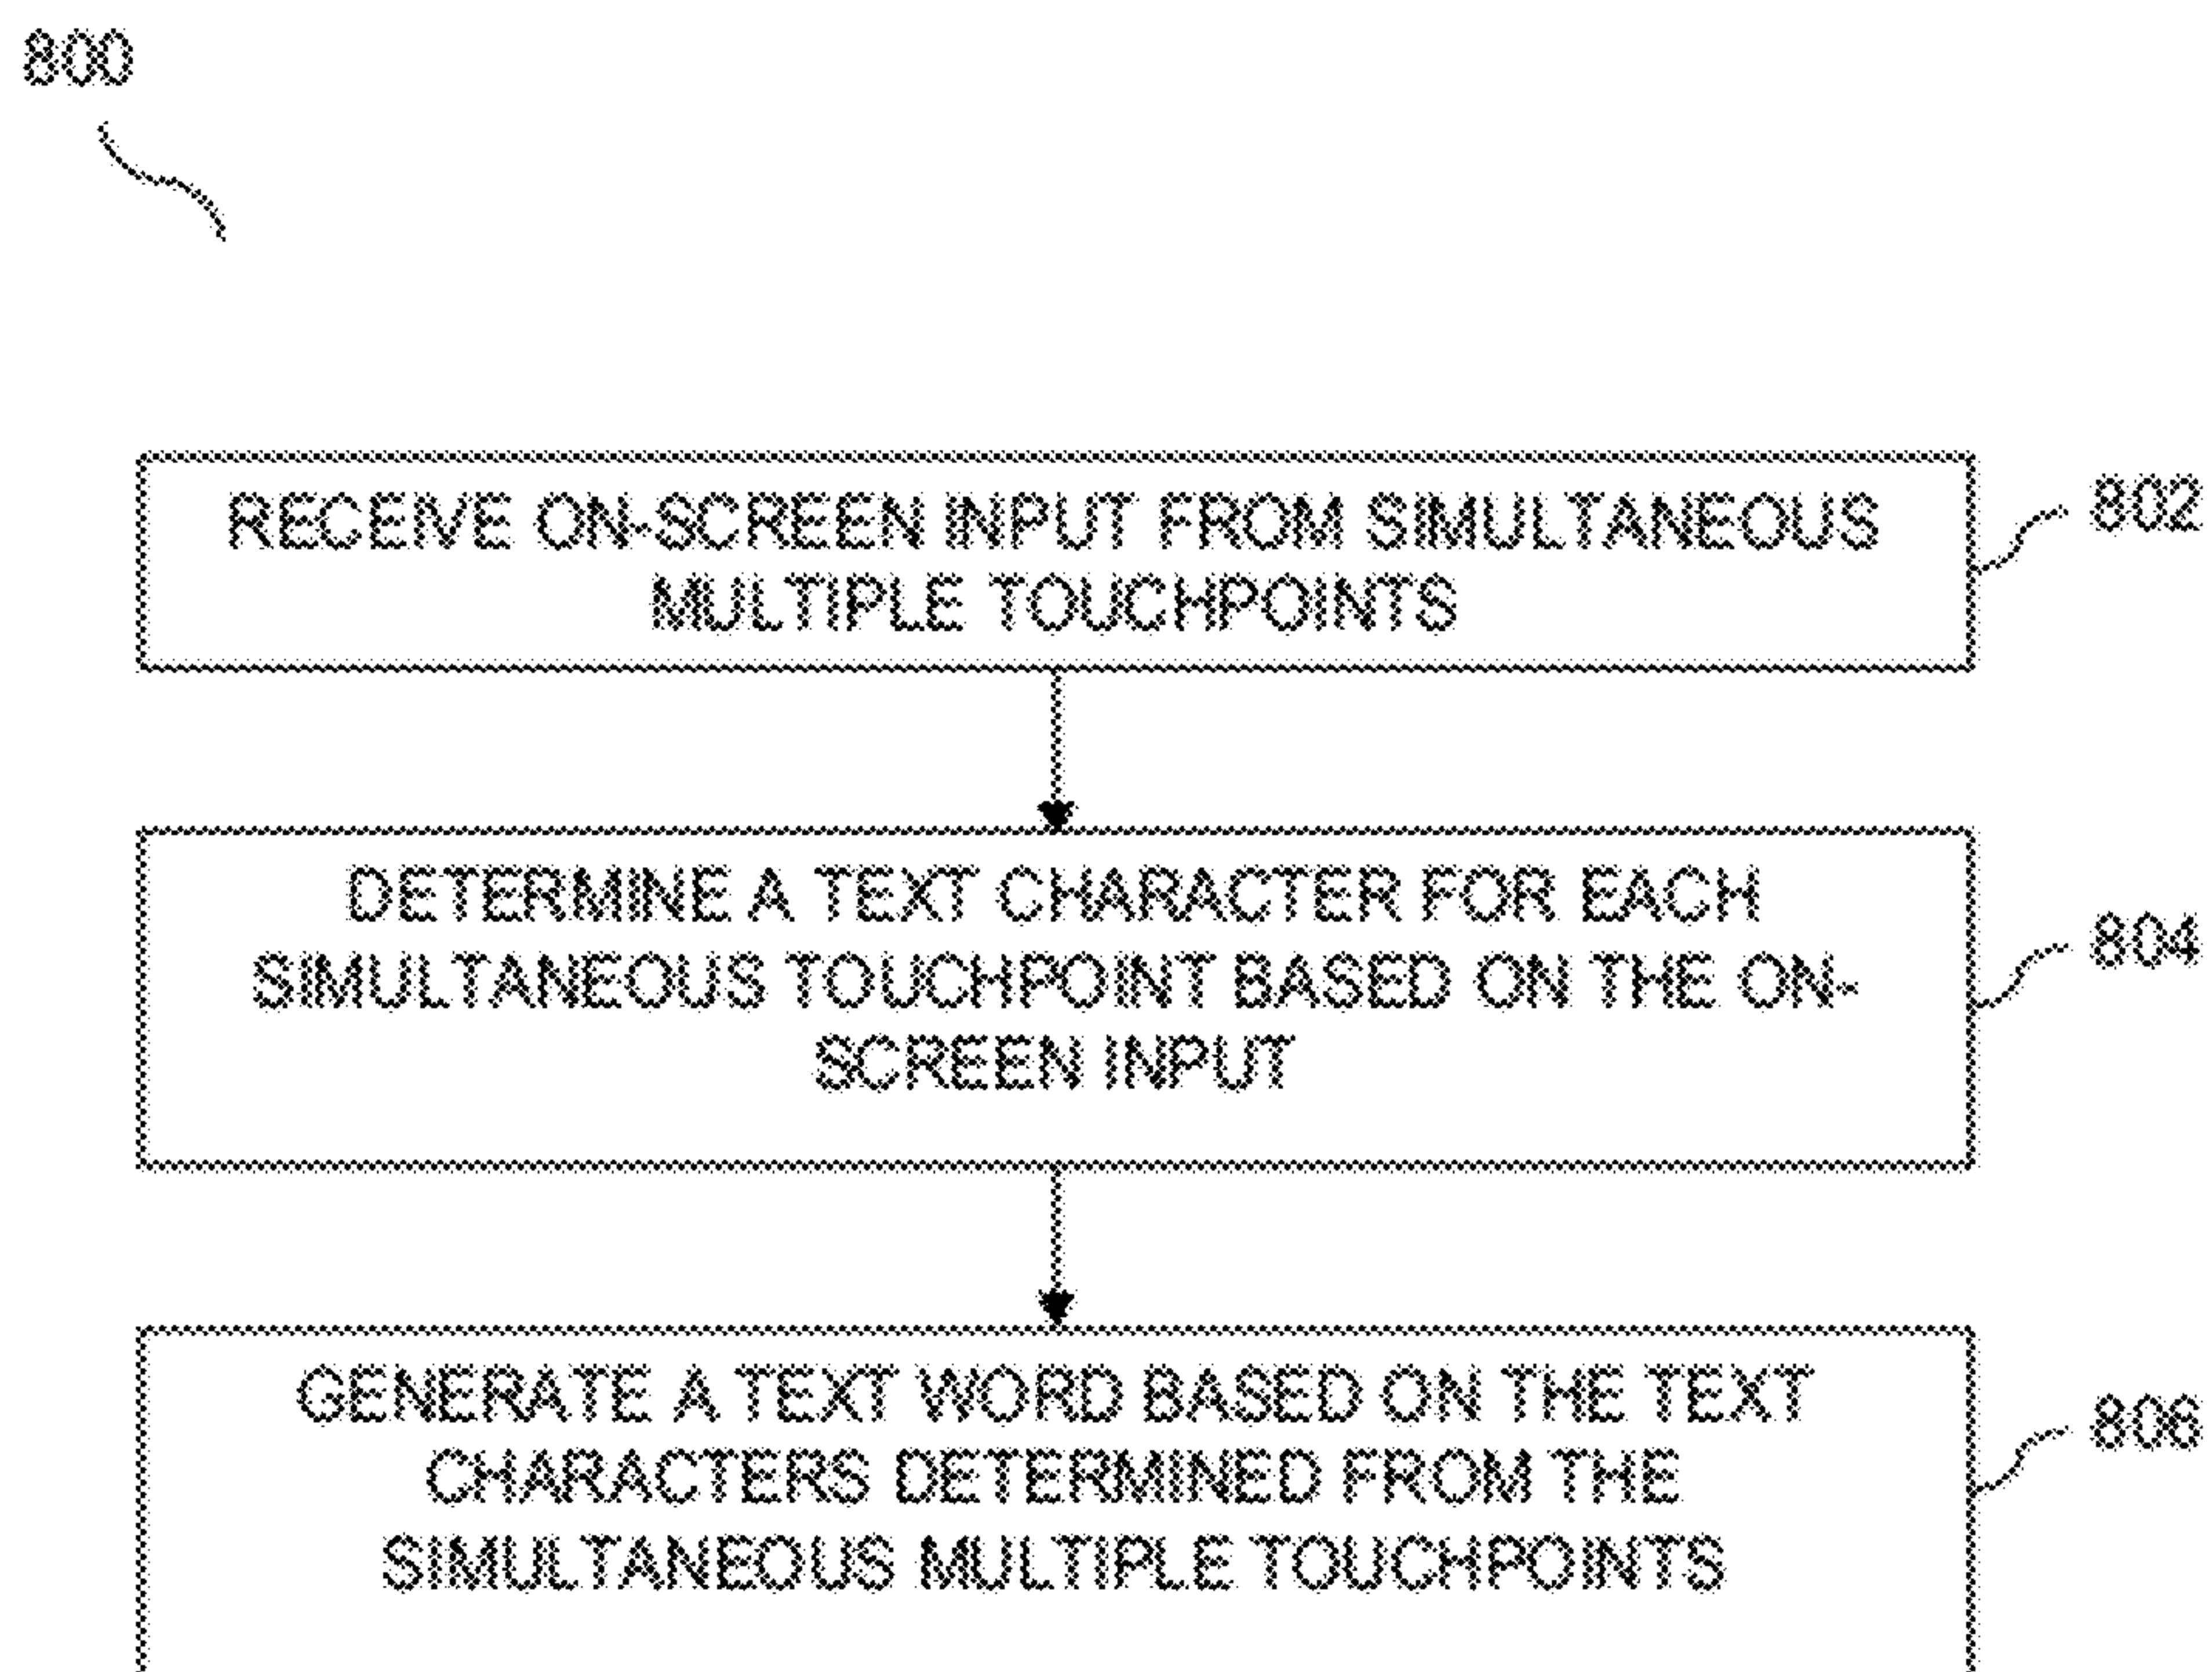 800
RECEIVE ON-SCREEN INPUT FROM SIMULTANEOUS
MULTIPLE TOUCHPOINTS
802
DETERMINE A TEXT CHARACTER FOR EACH
SIMULTANEOUS TOUCHPOINT BASED ON THE ON-
SCREEN INPUT
804
GENERATE A TEXT WORD BASED ON THE TEXT
CHARACTERS DETERMINED FROM THE
SIMULTANEOUS MULTIPLE TOUCHPOINTS
806